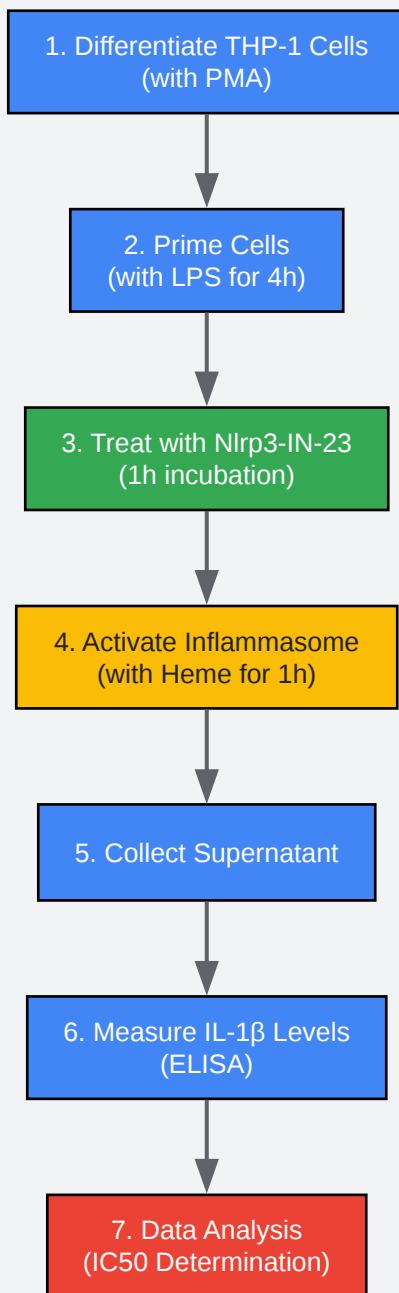 1. Differentiate THP-1 Cells
(with PMA)
2. Prime Cells
(with LPS for 4h)
3. Treat with Nlrp3-IN-23
(1h incubation)
4. Activate Inflammasome
(with Heme for 1h)
5. Collect Supernatant
6. Measure IL-1β Levels
(ELISA)
7. Data Analysis
(IC50 Determination)